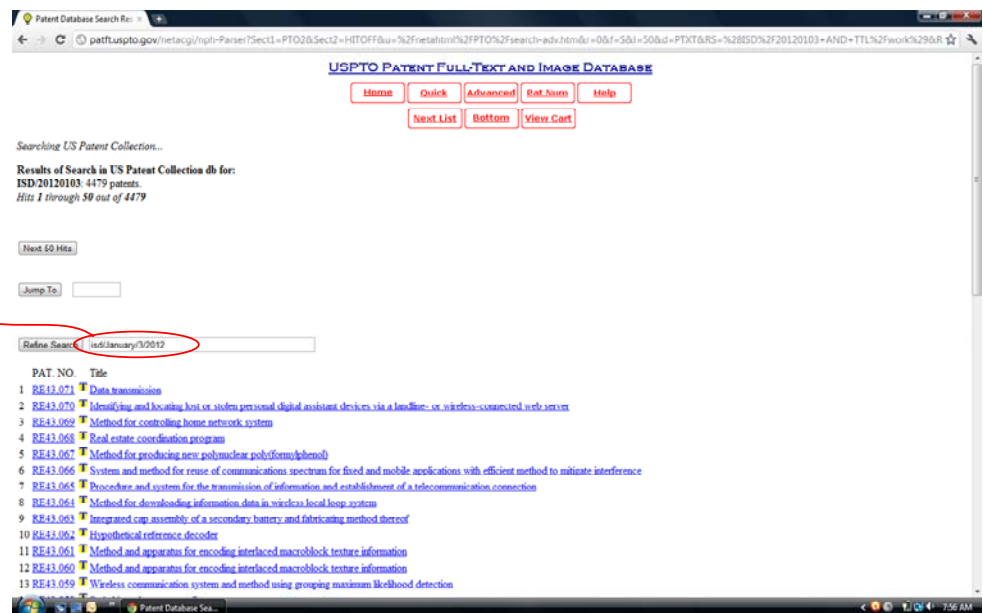 Patent Database Search Res
patft.uspto.gov/netacgi/nph-Parser?Sect1=PTO2&Sect2=HITOFF&u=%2Fnetahtml%2FPTO%2Fsearch-adv.htm&r=0&f=S&l=50&d=PTXT&RS=%28ISD%2F20120103+AND+TTL%2Fwork%29&R
USPTO PATENT FULL-TEXT AND IMAGE DATABASE
Home Quick Advanced Pat Num Help
Next List Bottom View Cart
Searching US Patent Collection...
Results of Search in US Patent Collection db for:
ISD/20120103: 4479 patents.
Hits 1 through 50 out of 4479
Next 50 Hits
Jump To
Refine Search isd/January/3/2012
PAT. NO. Title
1 RE43,071 T Data transmission
2 RE43,070 T Identifying and locating lost or stolen personal digital assistant devices via a landline- or wireless-connected web server
3 RE43,069 T Method for controlling home network system
4 RE43,068 T Real estate coordination program
5 RE43,067 T Method for producing new polynuclear poly(formylphenol)
6 RE43,066 T System and method for reuse of communications spectrum for fixed and mobile applications with efficient method to mitigate interference
7 RE43,065 T Procedure and system for the transmission of information and establishment of a telecommunication connection
8 RE43,064 T Method for downloading information data in wireless local loop system
9 RE43,063 T Integrated cap assembly of a secondary battery and fabricating method thereof
10 RE43,062 T Hypothetical reference decoder
11 RE43,061 T Method and apparatus for encoding interlaced macroblock texture information
12 RE43,060 T Method and apparatus for encoding interlaced macroblock texture information
13 RE43,059 T Wireless communication system and method using grouping maximum likelihood detection
Patent Database Sea...
7:56 AM